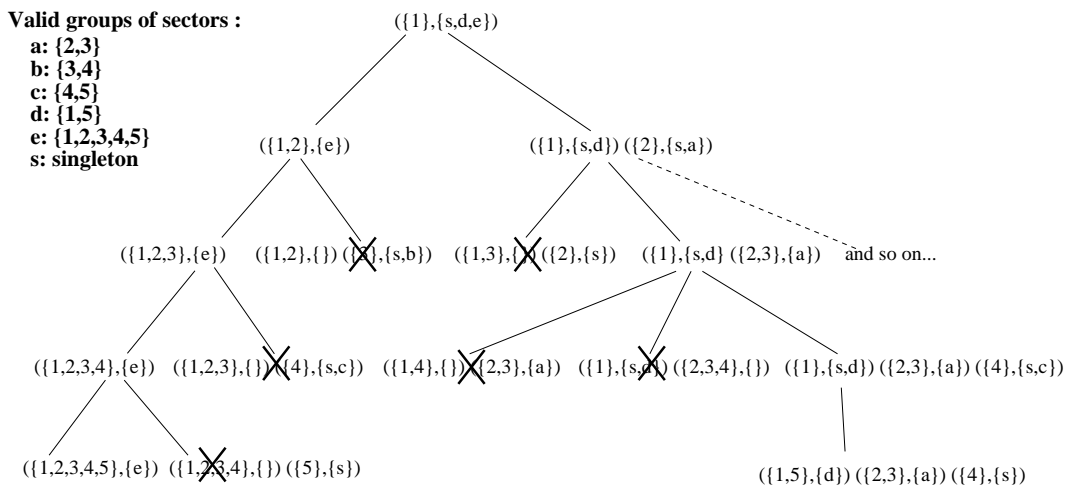 Valid groups of sectors :
a: {2,3}
b: {3,4}
c: {4,5}
d: {1,5}
e: {1,2,3,4,5}
s: singleton
({1},{s,d,e})
({1,2},{e}) ({1},{s,d}) ({2},{s,a})
({1,2,3},{e}) ({1,2},{}) ({3},{s,b}) ({1,3},{}) ({2},{s}) ({1},{s,d} ({2,3},{a}) and so on...
({1,2,3,4},{e}) ({1,2,3},{}) ({4},{s,c}) ({1,4},{}) ({2,3},{a}) ({1},{s,d}) ({2,3,4},{}) ({1},{s,d}) ({2,3},{a}) ({4},{s,c})
({1,2,3,4,5},{e}) ({1,2,3,4},{}) ({5},{s}) ({1,5},{d}) ({2,3},{a}) ({4},{s})